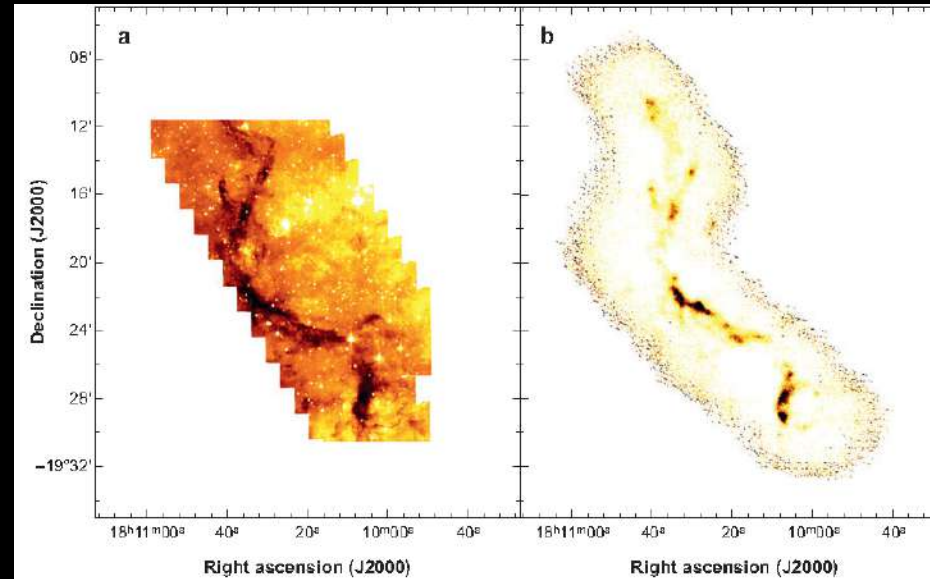 a
b
08'
12'
16'
20'
24'
28'
−19°32'
Declination (J2000)
18ʰ11ᵐ00ˢ 40ˢ 20ˢ 10ᵐ00ˢ 40ˢ
40ˢ 20ˢ 10ᵐ00ˢ 40ˢ
18ʰ11ᵐ00ˢ
Right ascension (J2000)
Right ascension (J2000)